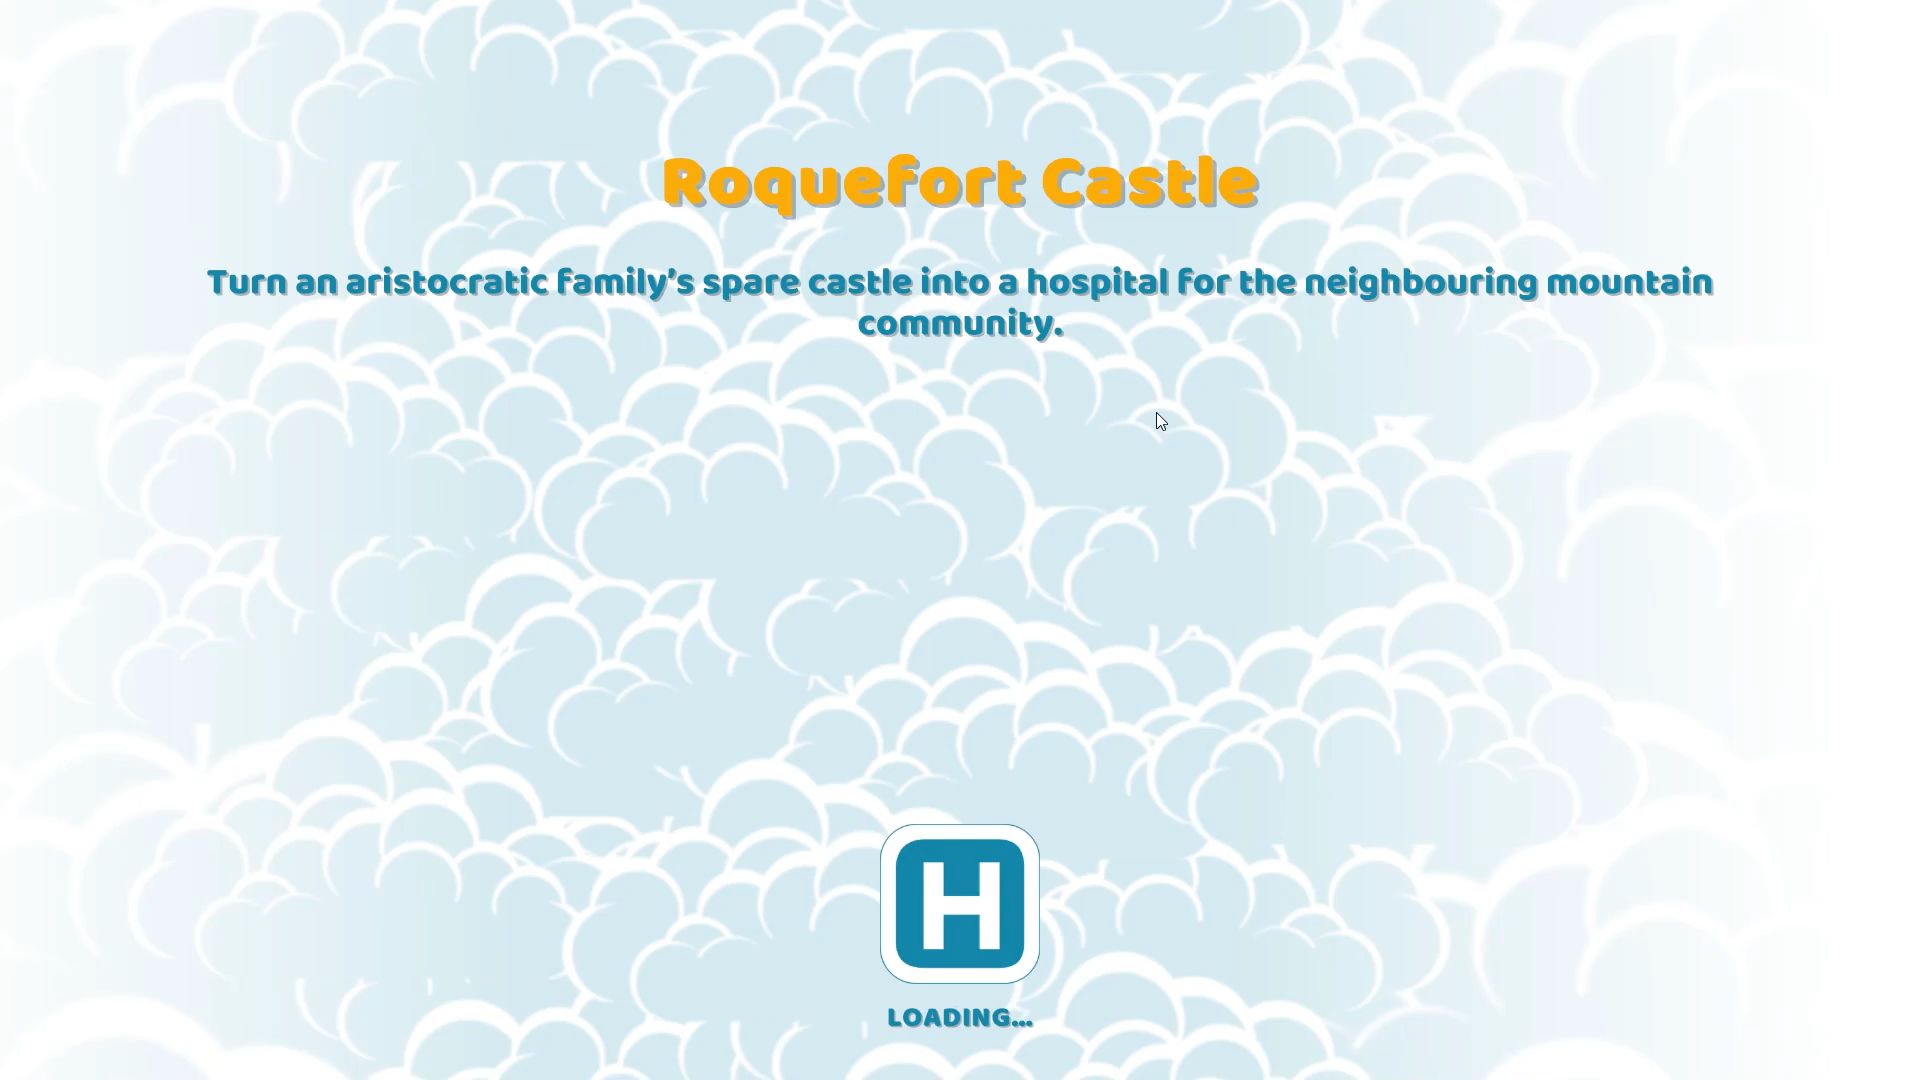 Roquefort Castle
Turn an aristocratic family's spare castle into a hospital for the neighbouring mountain
community.
H
LOADING...